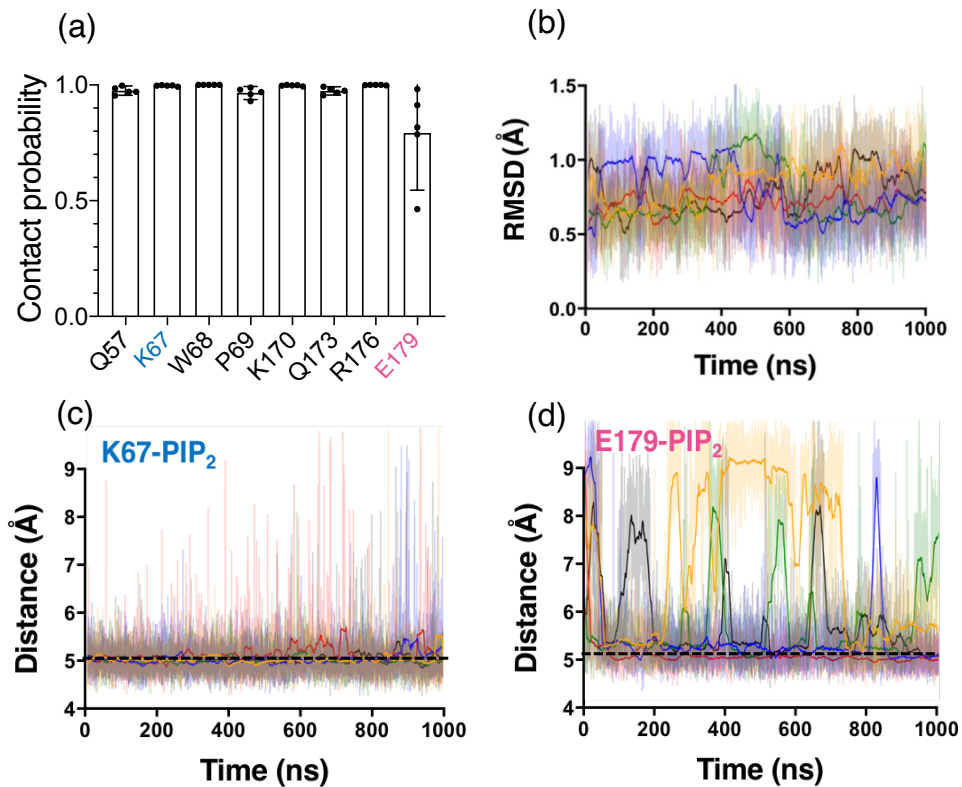 (a)
Contact probability
1.0
0.5
0.0
Q57
K67
W68
P69
K170
Q173
R176
E179
(b)
RMSD (Å)
1.5
1.0
0.5
0.0
0 200 400 600 800 1000
Time (ns)
(c)
K67-PIP2
Distance (Å)
9
8
7
6
5
4
0 200 400 600 800 1000
Time (ns)
(d)
E179-PIP2
Distance (Å)
9
8
7
6
5
4
0 200 400 600 800 1000
Time (ns)